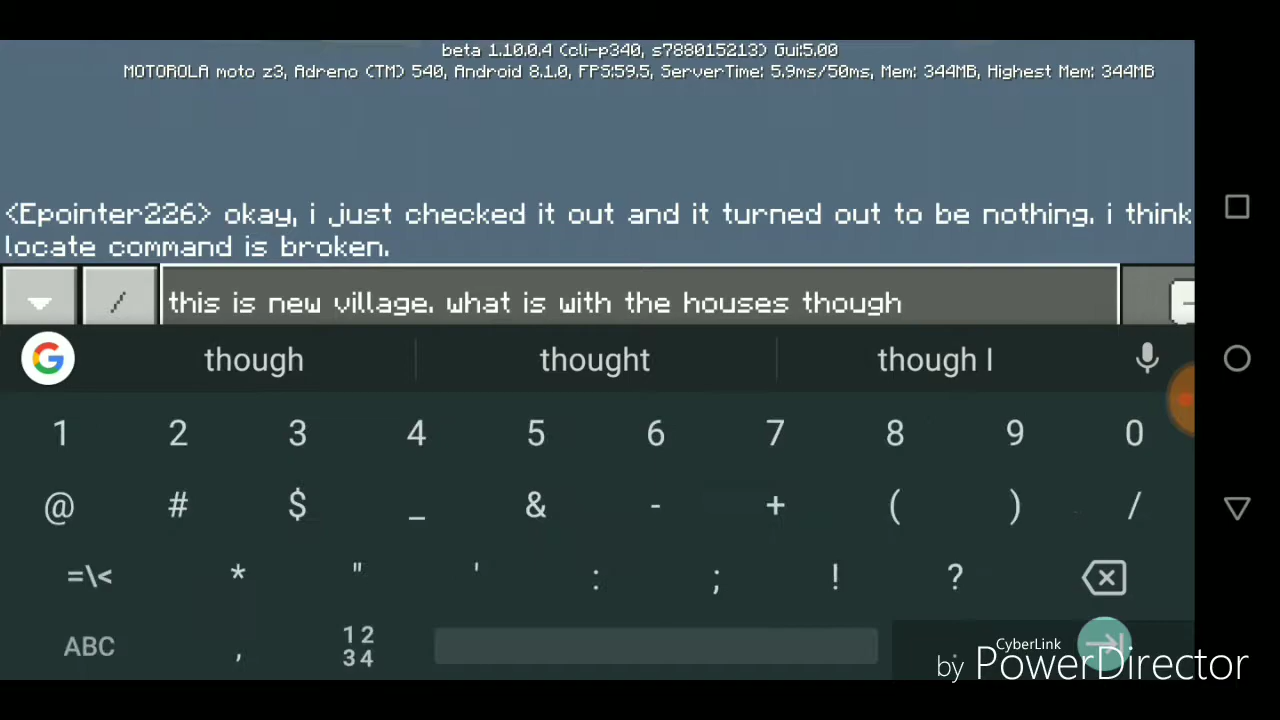 beta 1.10.0.4 (cli-p340, s788015213) Gui:5,00
MOTOROLA moto z3, Adreno (TM) 540, Android 8.1.0, FPS:59.5, ServerTime: 5.9ms/50ms, Mem: 344MB, Highest Mem: 344MB
<Epointer226> okay, i just checked it out and it turned out to be nothing. i think
locate command is broken.
/ this is new village. what is with the houses though
G though thought though I
1 2 3 4 5 6 7 8 9 0
@ # $ _ & - + ( ) /
=\< * " ' : ; ! ?
ABC , 12 .
34
CyberLink
by PowerDirector